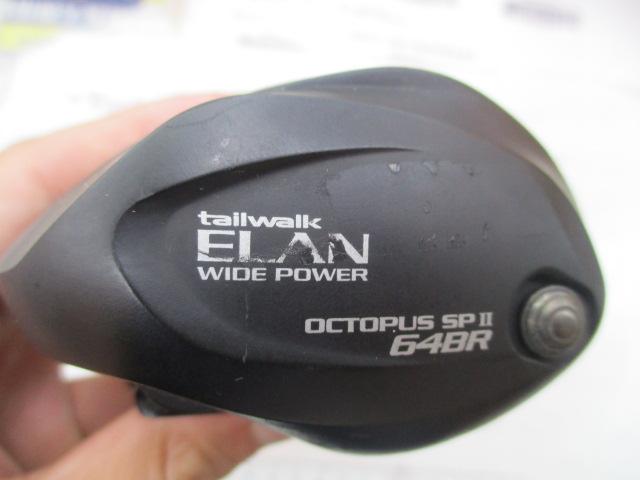 tailwalk
ELAN
WIDE POWER
OCTOPUS SP II
64BR